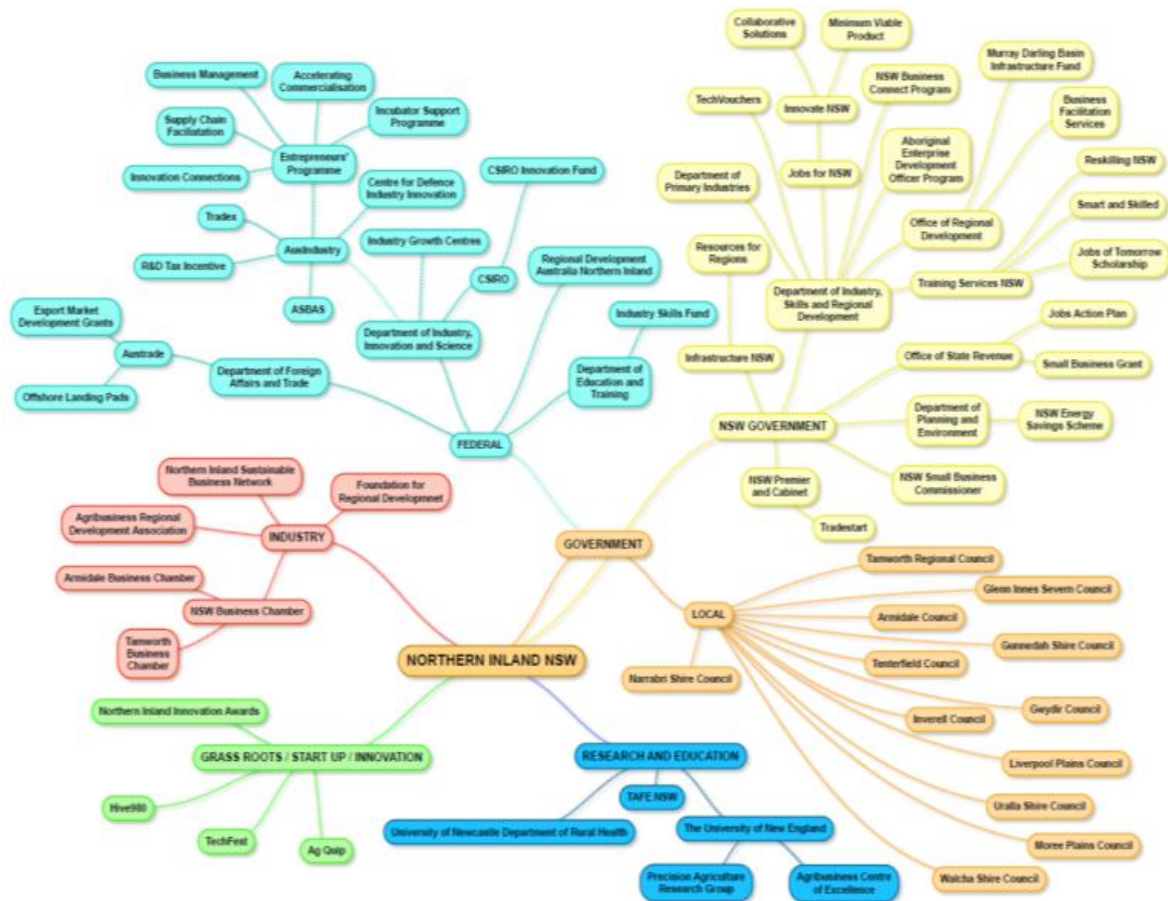 Collaborative
Solutions
Minimum Viable
Product
Murray Darling Basin
Infrastructure Fund
Business Management
Accelerating
Commercialisation
NSW Business
Connect Program
TechVouchers
Innovate NSW
Business
Facilitation
Services
Supply Chain
Faciliatation
Incubator Support
Programme
Entrepreneurs'
Programme
Aboriginal
Enterprise
Development
Officer Program
Reskilling NSW
Innovation Connections
Centre for Defence
Industry Innovation
CSIRO Innovation Fund
Department of
Primary Industries
Jobs for NSW
Smart and Skilled
Tradex
Office of Regional
Development
AusIndustry
Industry Growth Centres
Resources for
Regions
Jobs of Tomorrow
Scholarship
R&D Tax Incentive
CSIRO
Regional Development
Australia Northern Inland
Department of Industry,
Skills and Regional
Development
Training Services NSW
ASBAS
Export Market
Development Grants
Department of Industry,
Innovation and Science
Industry Skills Fund
Jobs Action Plan
Austrade
Infrastructure NSW
Office of State Revenue
Small Business Grant
Department of Foreign
Affairs and Trade
Department of
Education and
Training
Offshore Landing Pads
Department of
Planning and
Environment
NSW Energy
Savings Scheme
FEDERAL
NSW GOVERNMENT
Northern Inland Sustainable
Business Network
Foundation for
Regional Developmnet
NSW Premier
and Cabinet
NSW Small Business
Commissioner
Agribusiness Regional
Development Association
INDUSTRY
GOVERNMENT
Tradestart
Tamworth Regional Council
Armidale Business Chamber
Glenn Innes Severn Council
NSW Business Chamber
LOCAL
Armidale Council
Tamworth
Business
Chamber
NORTHERN INLAND NSW
Gunnedah Shire Council
Tenterfield Council
Narrabri Shire Council
Northern Inland Innovation Awards
Gwydir Council
Inverell Council
GRASS ROOTS / START UP / INNOVATION
RESEARCH AND EDUCATION
Liverpool Plains Council
Hive980
TAFE NSW
Uralla Shire Council
University of Newcastle Department of Rural Health
The University of New England
TechFest
Ag Quip
Moree Plains Council
Precision Agriculture
Research Group
Agribusiness Centre
of Excellence
Walcha Shire Council